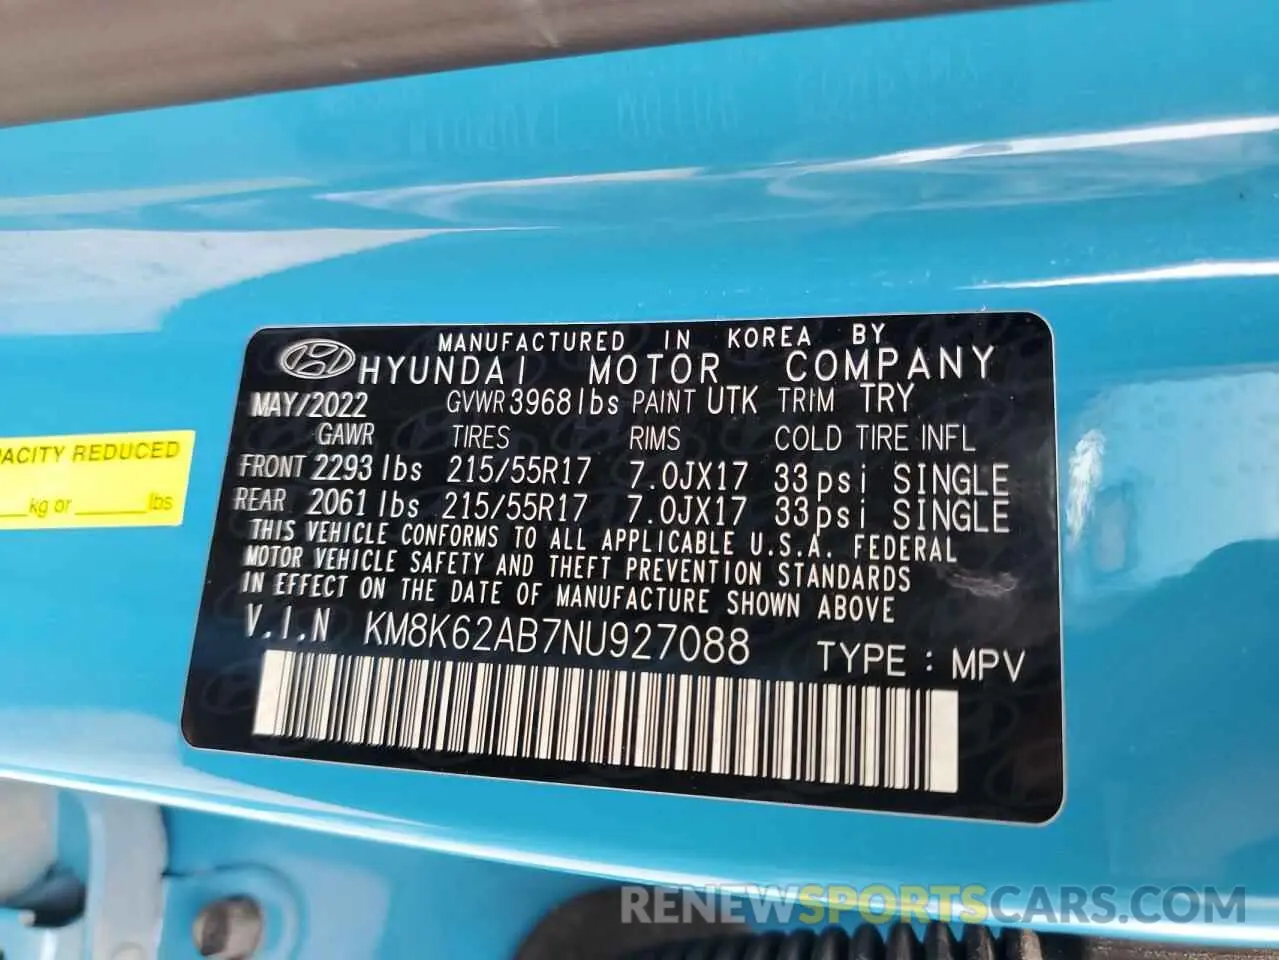 MANUFACTURED IN KOREA BY
HYUNDAI MOTOR COMPANY
MAY/2022 GVWR 3968 lbs PAINT UTK TRIM TRY
GAWR TIRES RIMS COLD TIRE INFL
FRONT 2293 lbs 215/55R17 7.0JX17 33psi SINGLE
REAR 2061 lbs 215/55R17 7.0JX17 33psi SINGLE
THIS VEHICLE CONFORMS TO ALL APPLICABLE U.S.A. FEDERAL
MOTOR VEHICLE SAFETY AND THEFT PREVENTION STANDARDS
IN EFFECT ON THE DATE OF MANUFACTURE SHOWN ABOVE
V.I.N KM8K62AB7NU927088 TYPE : MPV
REDUCED
kg or lbs
RENEWSPORTSCARS.COM